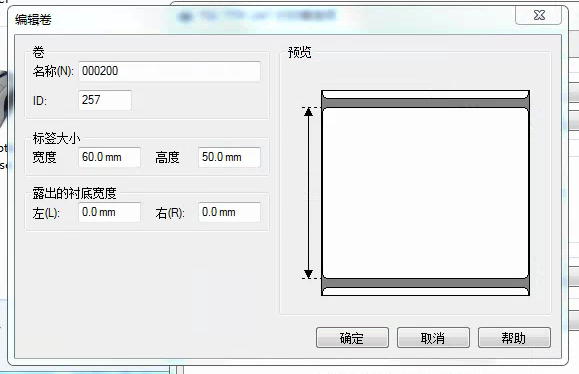 编辑卷
卷
名称(N): 000200
ID: 257
标签大小
宽度 60.0 mm 高度 50.0 mm
露出的衬底宽度
左(L): 0.0 mm 右(R): 0.0 mm
预览
确定 取消 帮助